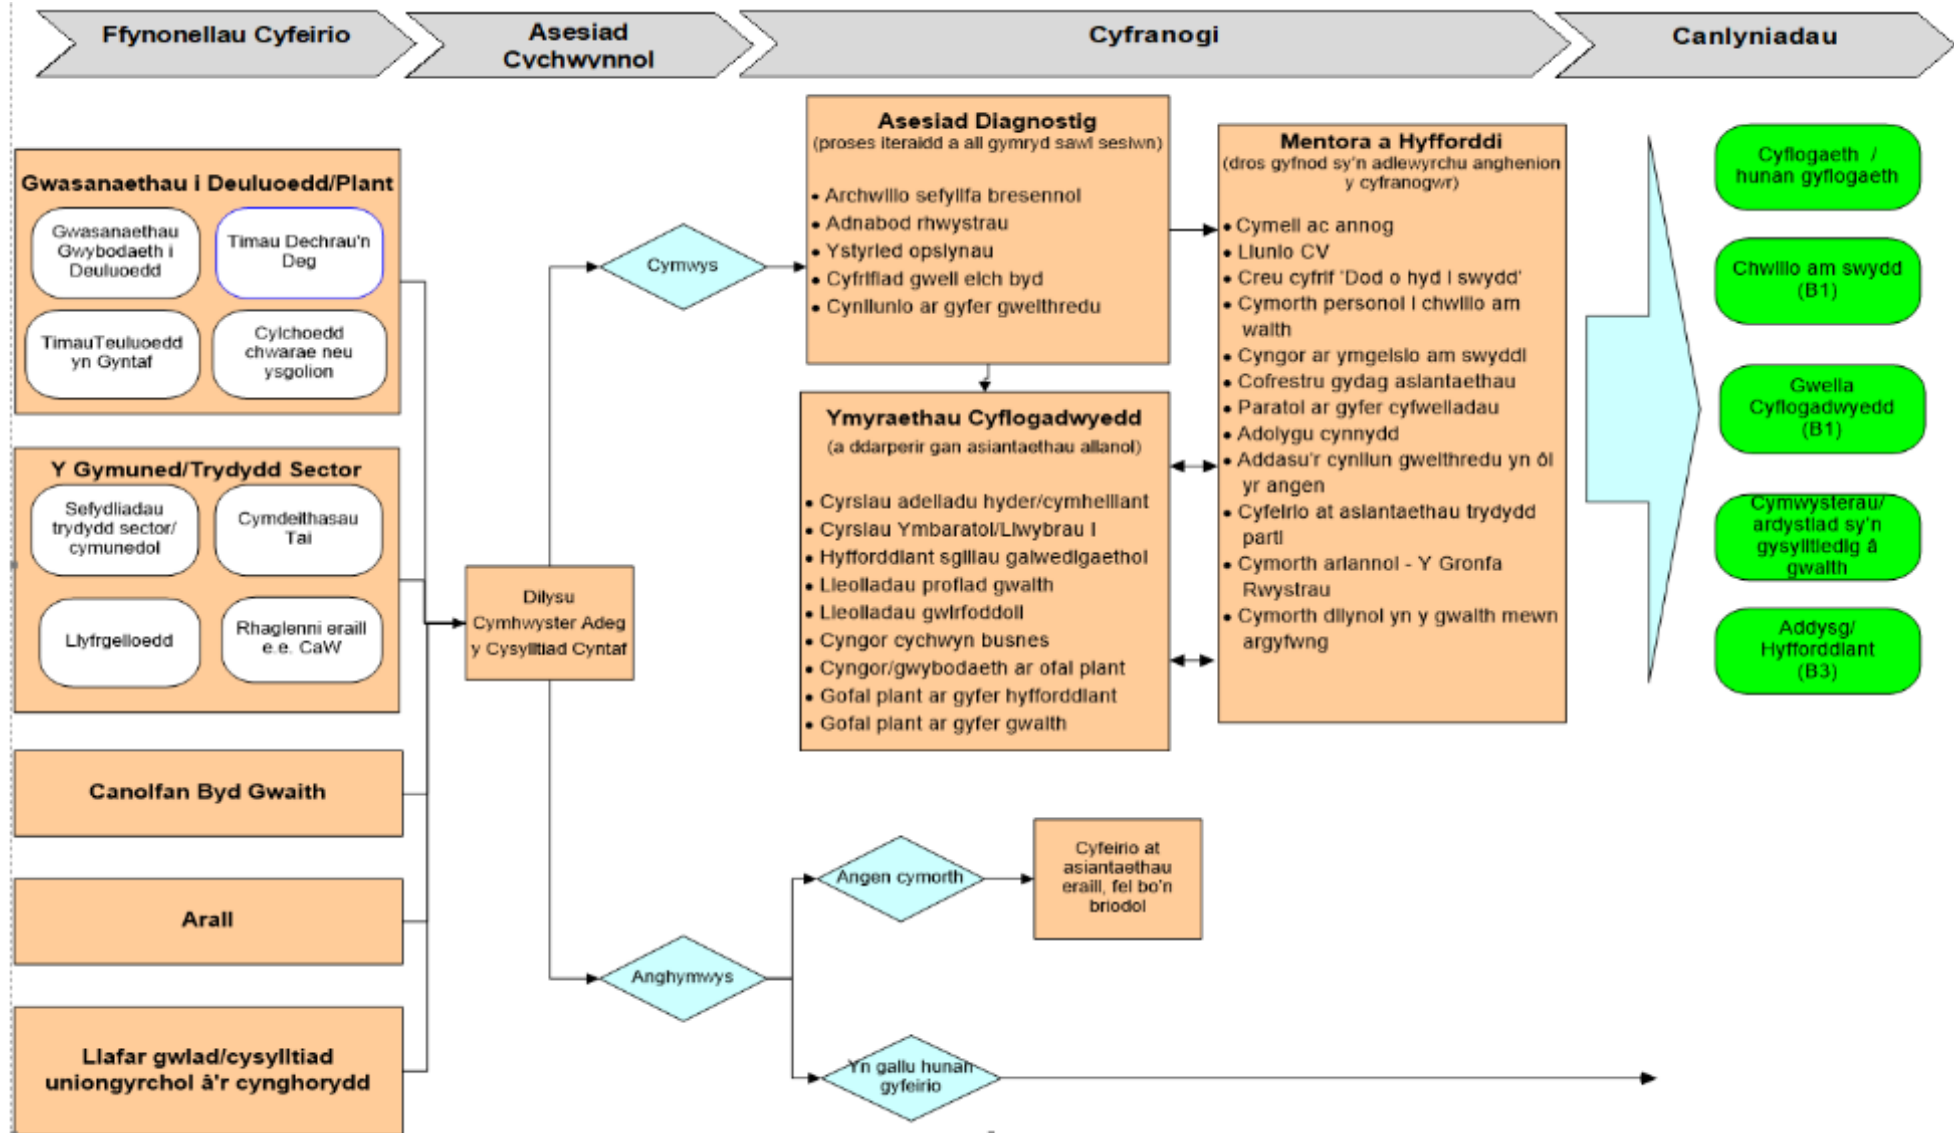 Ffynonellau Cyfeirio
Asesiad
Cychwynnol
Cyfranogi
Canlyniadau
Gwasanaethau i Deuluoedd/Plant
Gwasanaethau
Gwybodaeth i
Deuluoedd
Timau Dechrau'n
Deg
TimauTeuluoedd
yn Gyntaf
Cylchoedd
chwarae neu
ysgolion
Y Gymuned/Trydydd Sector
Sefydliadau
trydydd sector/
cymunedol
Cymdeithasau
Tai
Llyfrgelloedd
Rhaglenni eraill
e.e. CaW
Canolfan Byd Gwaith
Arall
Llafar gwlad/cysylltiad
uniongyrchol â'r cynghorydd
Dilysu
Cymhwyster Adeg
y Cysylltiad Cyntaf
Cymwys
Anghymwys
Asesiad Diagnostig
(proses iteraidd a all gymryd sawl sesiwn)
• Archwilio sefyllfa bresennol
• Adnabod rhwystrau
• Ystyried opsiynau
• Cyfrifiad gwell eich byd
• Cynllunio ar gyfer gweithredu
Ymyraethau Cyflogadwyedd
(a ddarperir gan asiantaethau allanol)
• Cyrsiau adeiladu hyder/cymhelliant
• Cyrsiau Ymbaratoi/Llwybrau I
• Hyfforddiant sgiliau galwedigaethol
• Lleoliadau profiad gwaith
• Lleoliadau gwirfoddoli
• Cyngor cychwyn busnes
• Cyngor/gwybodaeth ar ofal plant
• Gofal plant ar gyfer hyfforddiant
• Gofal plant ar gyfer gwaith
Mentora a Hyfforddi
(dros gyfnod sy'n adlewyrchu anghenion
y cyfranogwr)
• Cymell ac annog
• Llunio CV
• Creu cyfrif 'Dod o hyd i swydd'
• Cymorth personol i chwilio am
waith
• Cyngor ar ymgeisio am swyddi
• Cofrestru gydag asiantaethau
• Paratoi ar gyfer cyfweliadau
• Adolygu cynnydd
• Addasu'r cynllun gweithredu yn ôl
yr angen
• Cyfeirio at asiantaethau trydydd
parti
• Cymorth ariannol - Y Gronfa
Rwystrau
• Cymorth dilynol yn y gwaith mewn
argyfwng
Angen cymorth
Cyfeirio at
asiantaethau
eraill, fel bo'n
briodol
Yn gallu hunan
gyfeirio
Cyflogaeth /
hunan gyflogaeth
Chwilio am swydd
(B1)
Gwella
Cyflogadwyedd
(B1)
Cymwysterau/
ardystiad sy'n
gysylltiedig â
gwaith
Addysg/
Hyfforddiant
(B3)